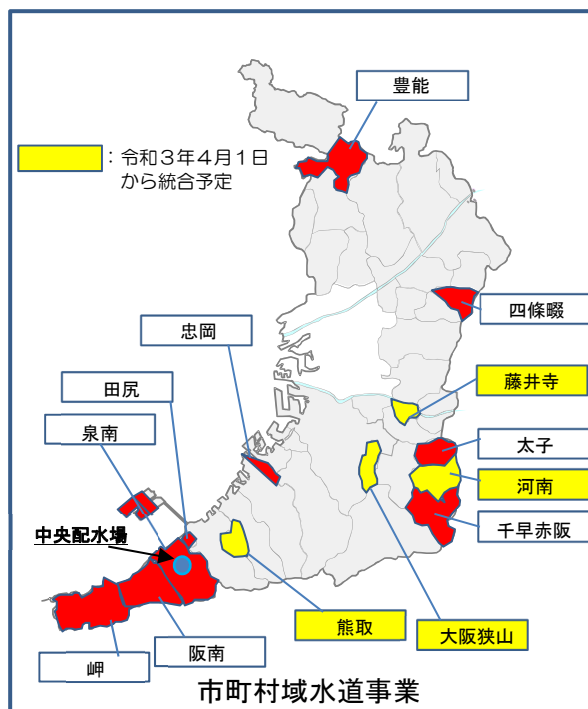 豊能
：令和３年４月１日
から統合予定
四條畷
忠岡
藤井寺
田尻
泉南
太子
河南
中央配水場
千早赤阪
熊取
大阪狭山
阪南
岬
市町村域水道事業